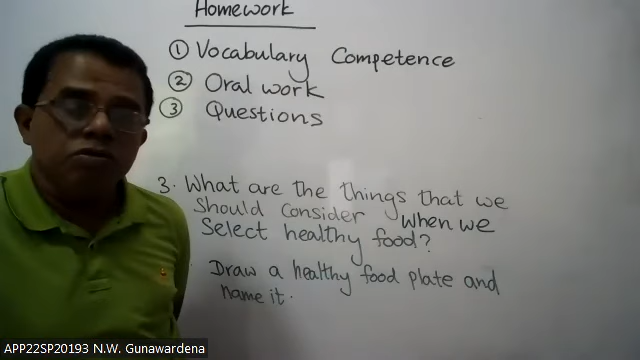 Homework
① Vocabulary Competence
② Oral work
③ Questions
3. What are the things that we
Should Consider When we
Select healthy food?
Draw a healthy food plate and
name it.
APP22SP20193 N.W. Gunawardena